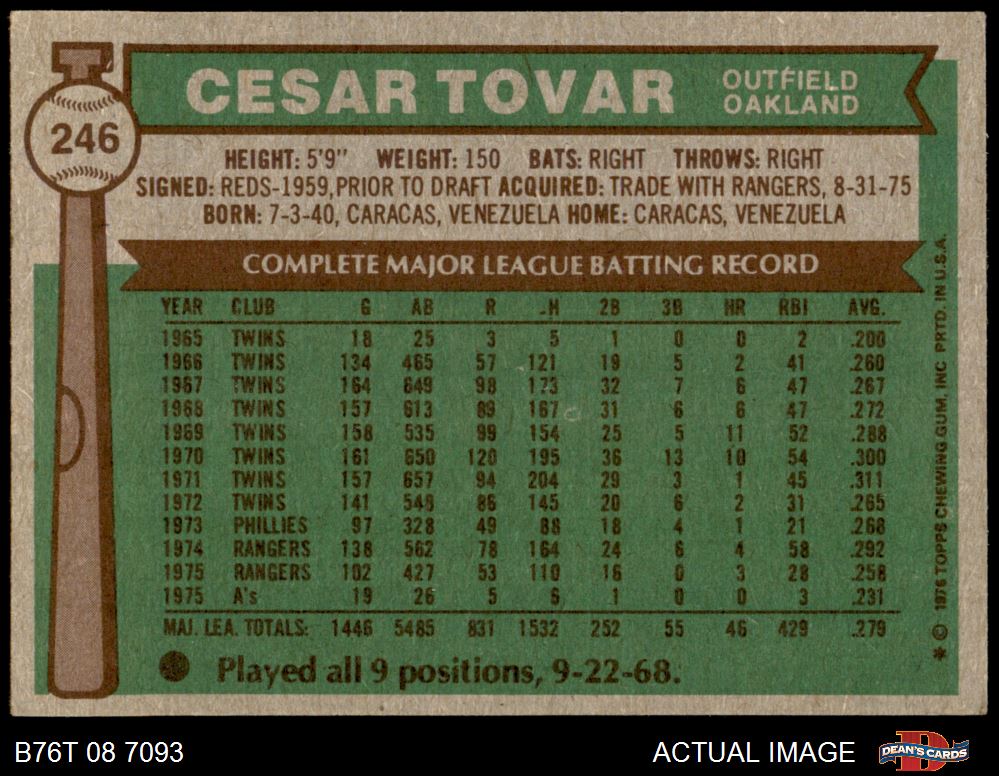 CESAR TOVAR OUTFIELD
OAKLAND
246
HEIGHT: 5'9" WEIGHT: 150 BATS: RIGHT THROWS: RIGHT
SIGNED: REDS-1959, PRIOR TO DRAFT ACQUIRED: TRADE WITH RANGERS, 8-31-75
BORN: 7-3-40, CARACAS, VENEZUELA HOME: CARACAS, VENEZUELA
COMPLETE MAJOR LEAGUE BATTING RECORD
YEAR CLUB G AB R H 2B 3B HR RBI AVG.
1965 TWINS 18 25 3 5 1 0 0 2 .200
1966 TWINS 134 465 57 121 19 5 2 41 .260
1967 TWINS 164 649 98 173 32 7 6 47 .267
1968 TWINS 157 613 89 167 31 6 6 47 .272
1969 TWINS 158 535 99 154 25 5 11 52 .288
1970 TWINS 161 650 120 195 36 13 10 54 .300
1971 TWINS 157 657 94 204 29 3 1 45 .311
1972 TWINS 141 548 86 145 20 6 2 31 .265
1973 PHILLIES 97 328 49 88 18 4 1 21 .268
1974 RANGERS 138 562 78 164 24 6 4 58 .292
1975 RANGERS 102 427 53 110 16 0 3 28 .258
1975 A's 19 26 5 6 1 0 0 3 .231
MAJ. LEA. TOTALS: 1446 5485 831 1532 252 55 46 429 .279
Played all 9 positions, 9-22-68.
* © 1976 TOPPS CHEWING GUM, INC PRTD. IN U.S.A.
B76T 08 7093 ACTUAL IMAGE DEAN'S CARDS